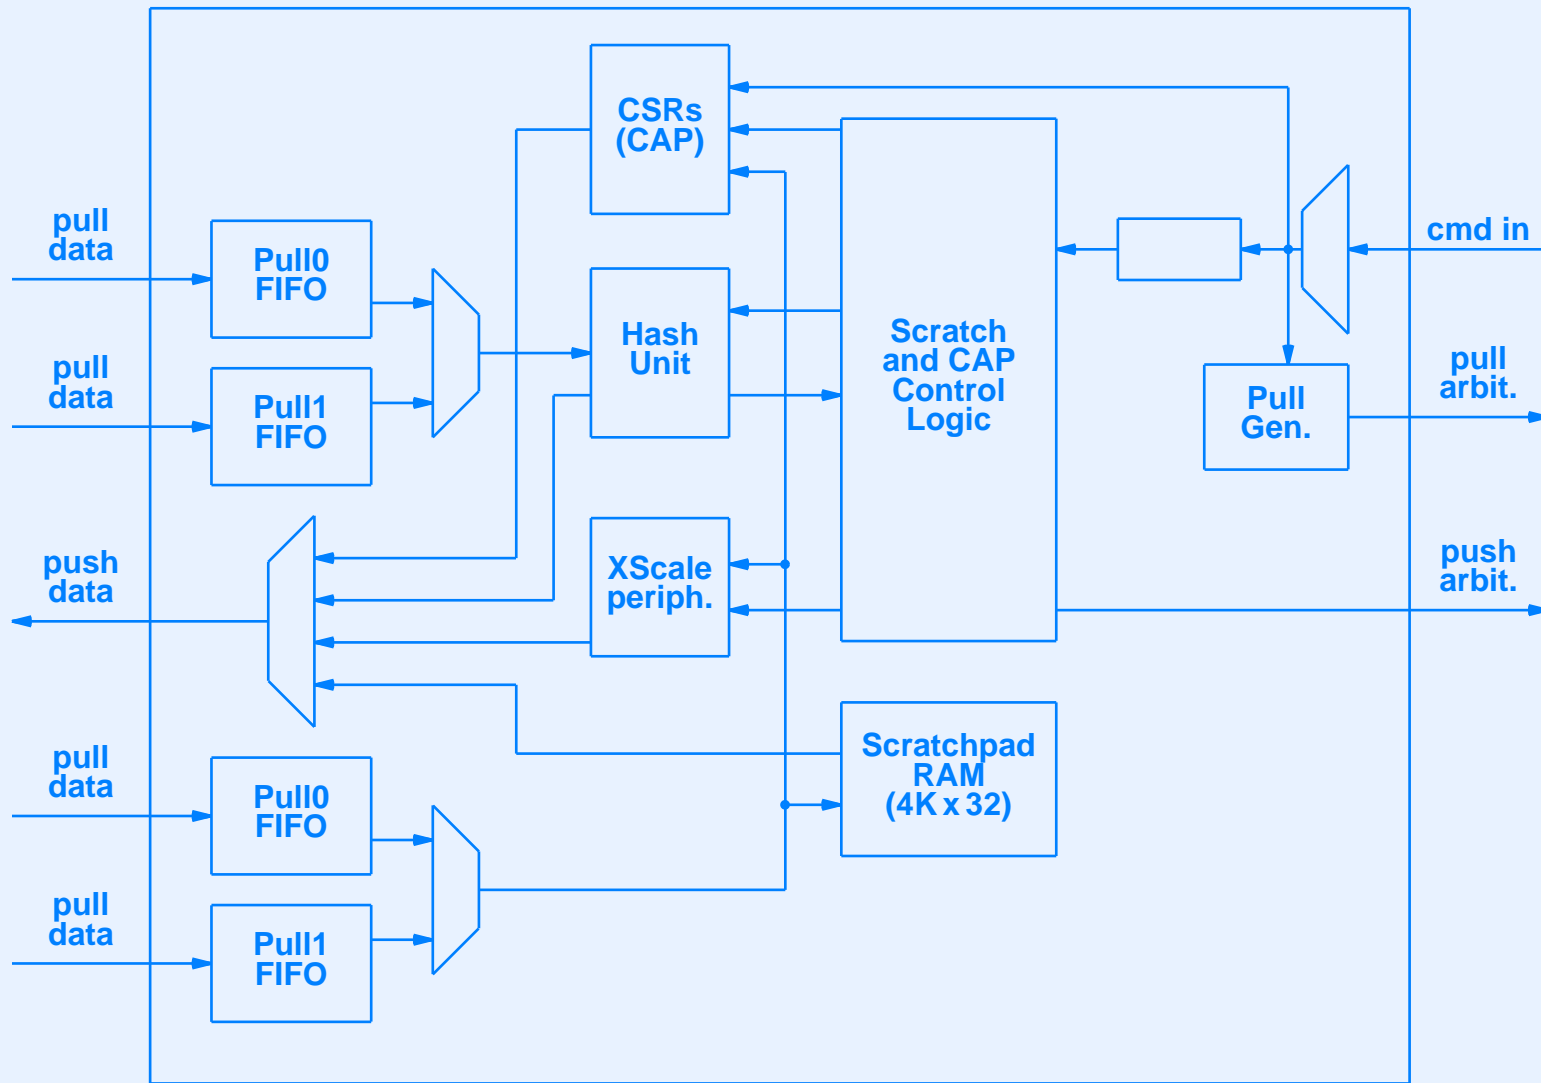 CSRs
(CAP)
pull
data
Pull0
FIFO
cmd in
Hash
Unit
Scratch
and CAP
Control
Logic
pull
data
Pull1
FIFO
Pull
Gen.
pull
arbit.
push
data
XScale
periph.
push
arbit.
pull
data
Pull0
FIFO
Scratchpad
RAM
(4K x 32)
pull
data
Pull1
FIFO